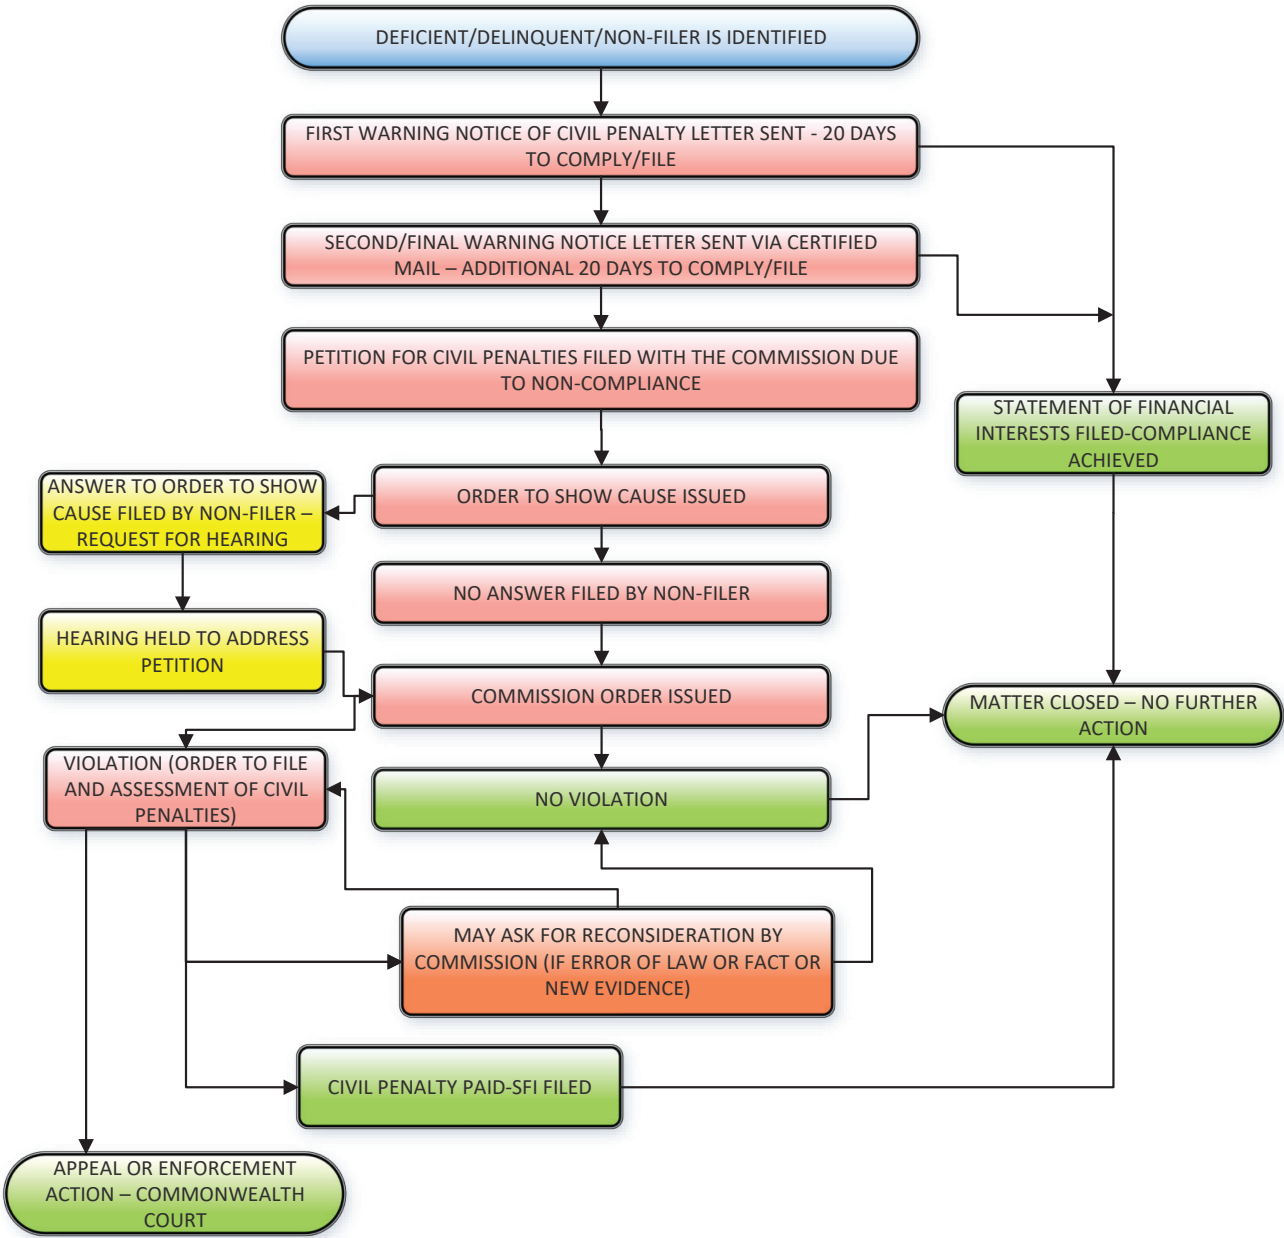 DEFICIENT/DELINQUENT/NON-FILER IS IDENTIFIED
FIRST WARNING NOTICE OF CIVIL PENALTY LETTER SENT - 20 DAYS
TO COMPLY/FILE
SECOND/FINAL WARNING NOTICE LETTER SENT VIA CERTIFIED
MAIL – ADDITIONAL 20 DAYS TO COMPLY/FILE
PETITION FOR CIVIL PENALTIES FILED WITH THE COMMISSION DUE
TO NON-COMPLIANCE
STATEMENT OF FINANCIAL
INTERESTS FILED-COMPLIANCE
ACHIEVED
ORDER TO SHOW CAUSE ISSUED
ANSWER TO ORDER TO SHOW
CAUSE FILED BY NON-FILER –
REQUEST FOR HEARING
NO ANSWER FILED BY NON-FILER
HEARING HELD TO ADDRESS
PETITION
COMMISSION ORDER ISSUED
MATTER CLOSED – NO FURTHER
ACTION
VIOLATION (ORDER TO FILE
AND ASSESSMENT OF CIVIL
PENALTIES)
NO VIOLATION
MAY ASK FOR RECONSIDERATION BY
COMMISSION (IF ERROR OF LAW OR FACT OR
NEW EVIDENCE)
CIVIL PENALTY PAID-SFI FILED
APPEAL OR ENFORCEMENT
ACTION – COMMONWEALTH
COURT